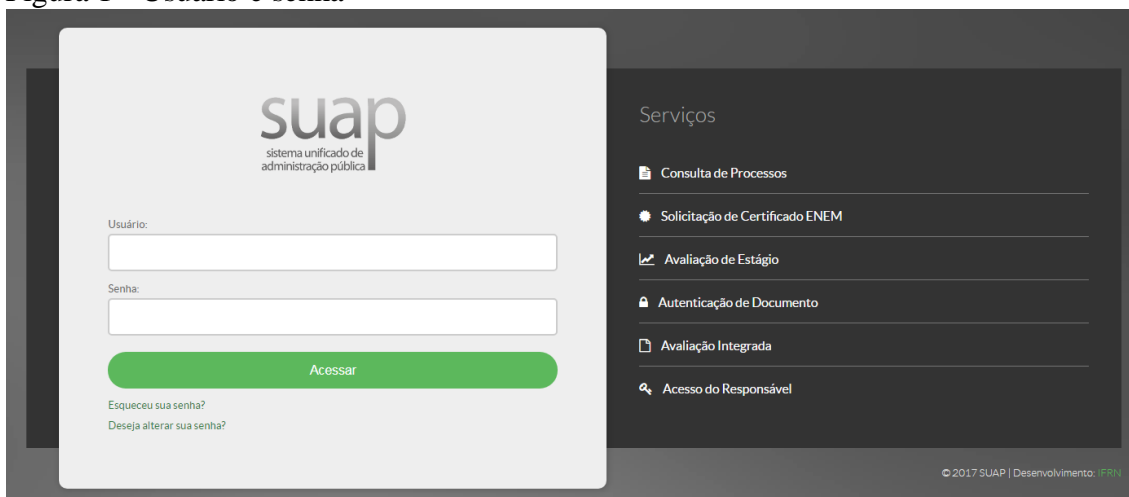 Figura 1 - Usuário e senha
suap
sistema unificado de
administração pública
Usuário:
Senha:
Acessar
Esqueceu sua senha?
Deseja alterar sua senha?
Serviços
Consulta de Processos
Solicitação de Certificado ENEM
Avaliação de Estágio
Autenticação de Documento
Avaliação Integrada
Acesso do Responsável
© 2017 SUAP | Desenvolvimento: IFRN